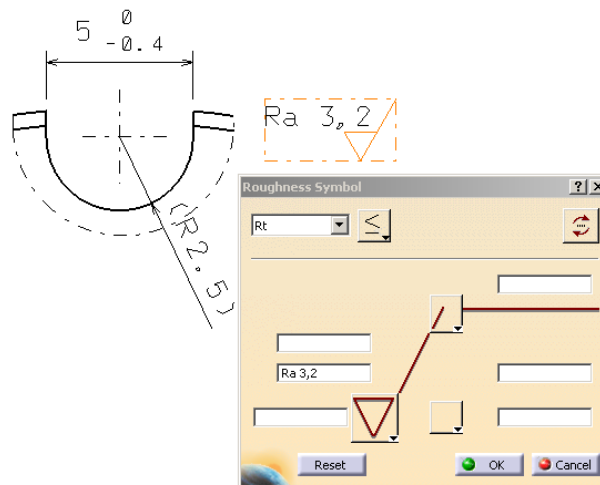 5 0
-0.4
Ra 3,2
(R2.5)
Roughness Symbol
? X
Rt
≤
Ra 3,2
Reset
OK
Cancel